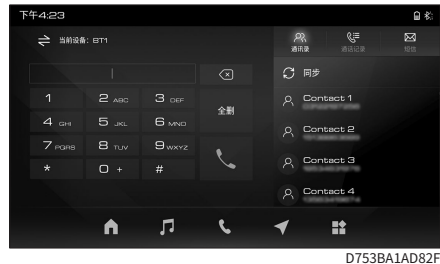 下午4:23
当前设备: BT1
通讯录 通话记录 短信
同步
1 2 ABC 3 DEF
全删
4 GHI 5 JKL 6 MNO
7 PQRS 8 TUV 9 WXYZ
* 0 + #
Contact 1
Contact 2
Contact 3
Contact 4
D753BA1AD82F